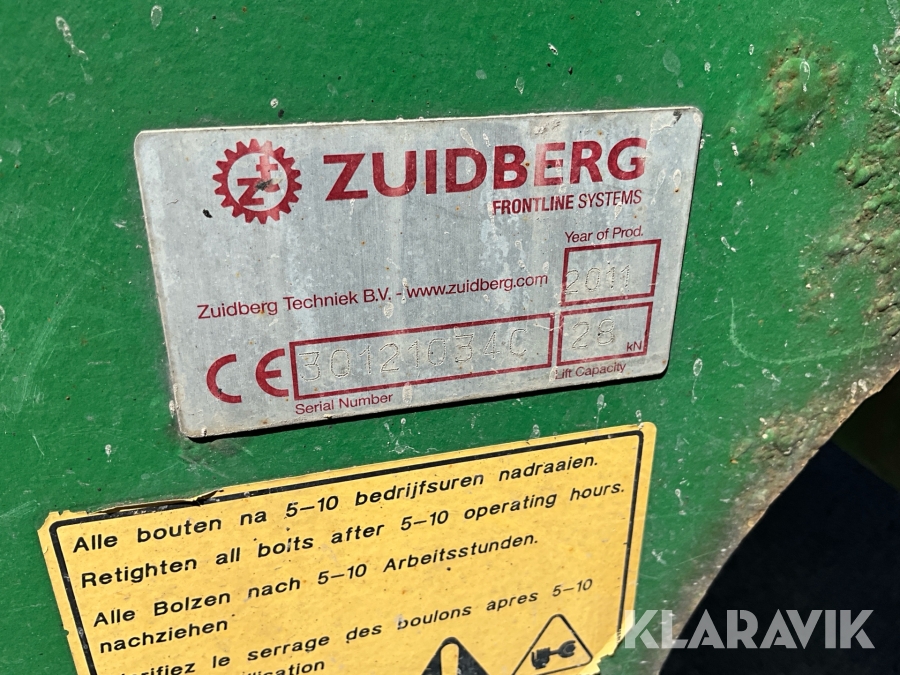 ZUIDBERG
FRONTLINE SYSTEMS
Year of Prod.
2011
Zuidberg Techniek B.V. - www.zuidberg.com
CE 30121034C 28 kN
Serial Number
Lift Capacity
Alle bouten na 5-10 bedrijfsuren nadraaien.
Retighten all bolts after 5-10 operating hours.
Alle Bolzen nach 5-10 Arbeitsstunden.
nachziehen
le serrage des boulons apres 5-10
KLARAVIK